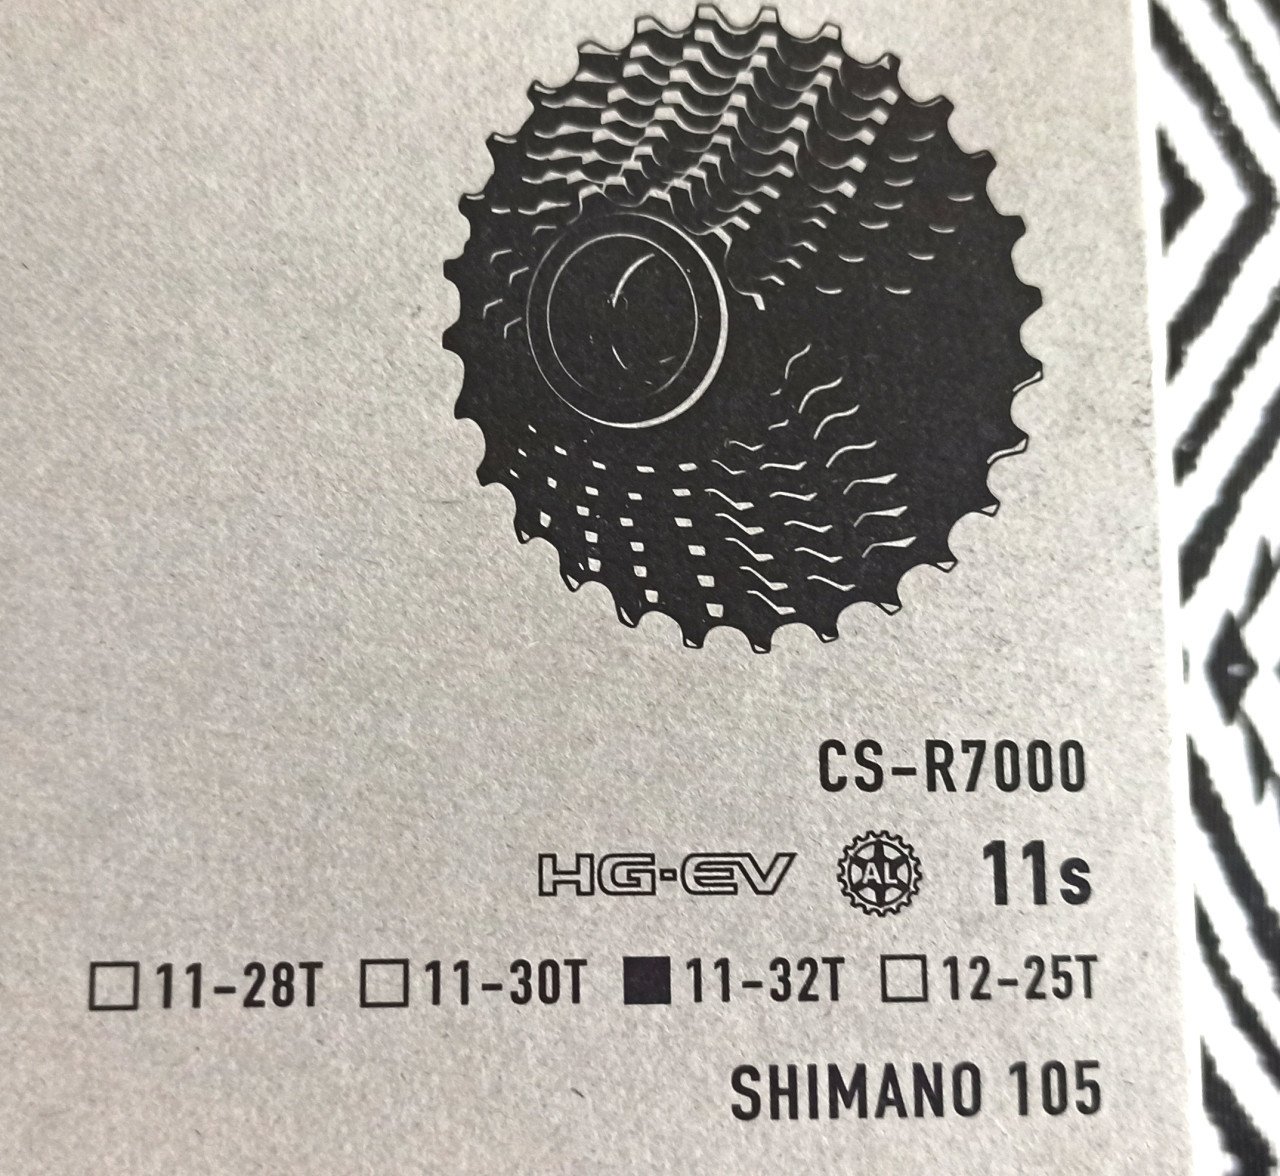 CS-R7000
HG-EV AL 11s
11-28T 11-30T 11-32T 12-25T
SHIMANO 105